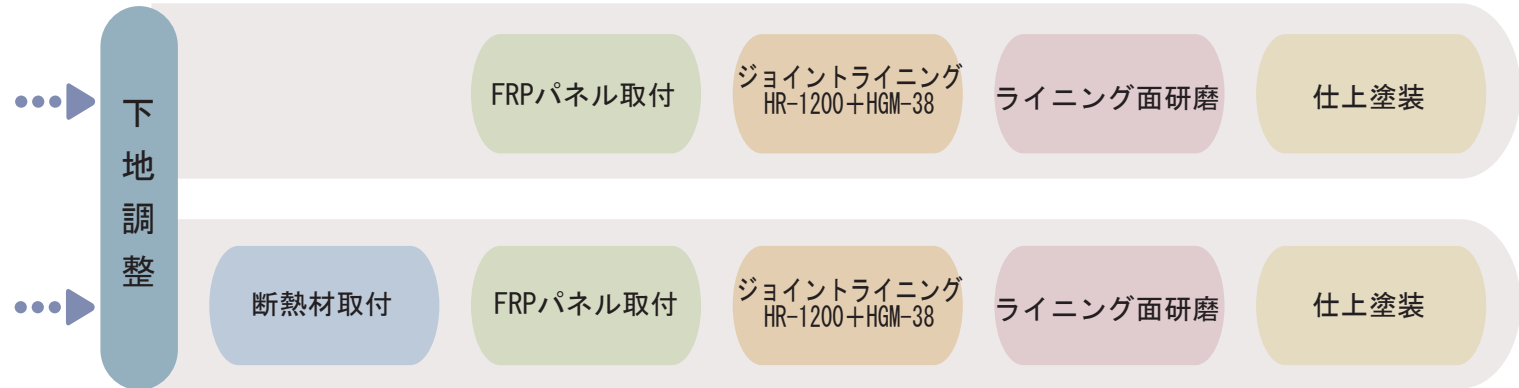 下地調整
FRPパネル取付
ジョイントライニング
HR-1200+HGM-38
ライニング面研磨
仕上塗装
断熱材取付
FRPパネル取付
ジョイントライニング
HR-1200+HGM-38
ライニング面研磨
仕上塗装